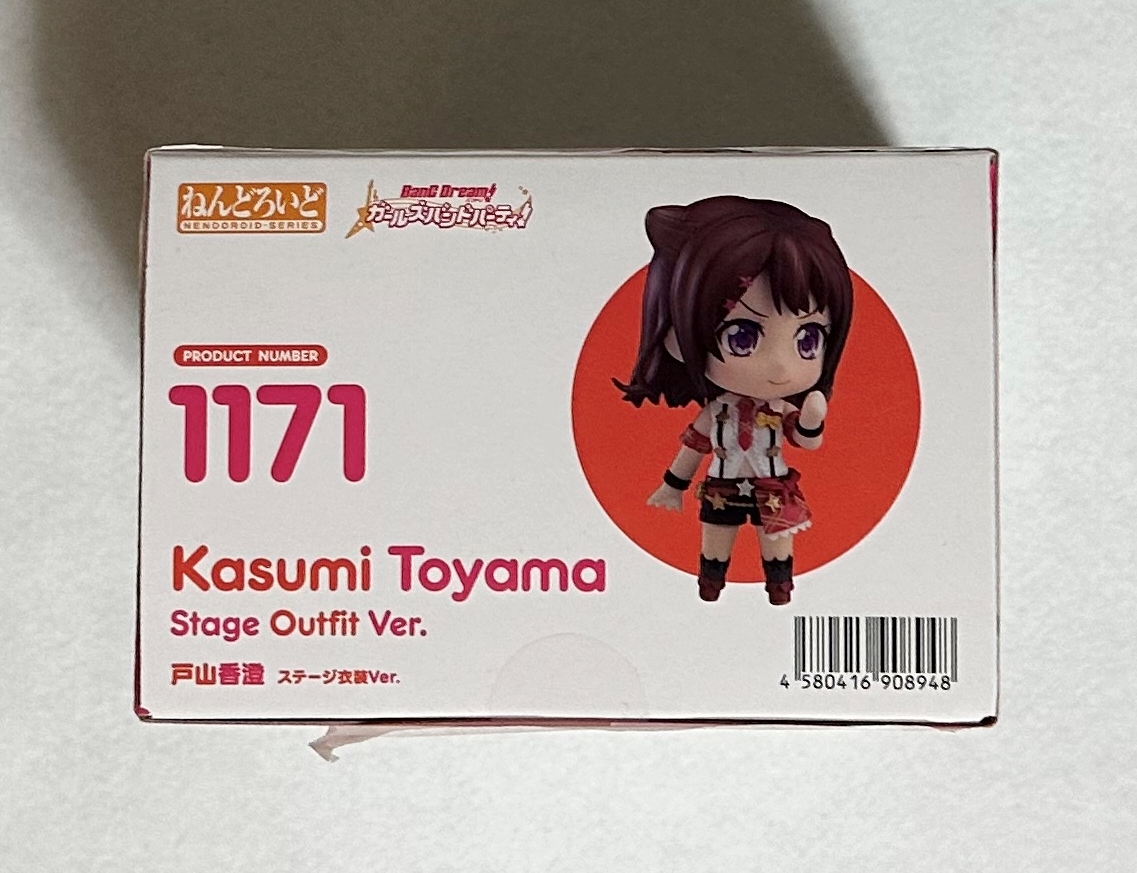 ねんどろいど
NENDOROID-SERIES
BanG Dream!
ガールズバンドパーティ!
PRODUCT NUMBER
1171
Kasumi Toyama
Stage Outfit Ver.
戸山香澄 ステージ衣装Ver.
4 580416 908948